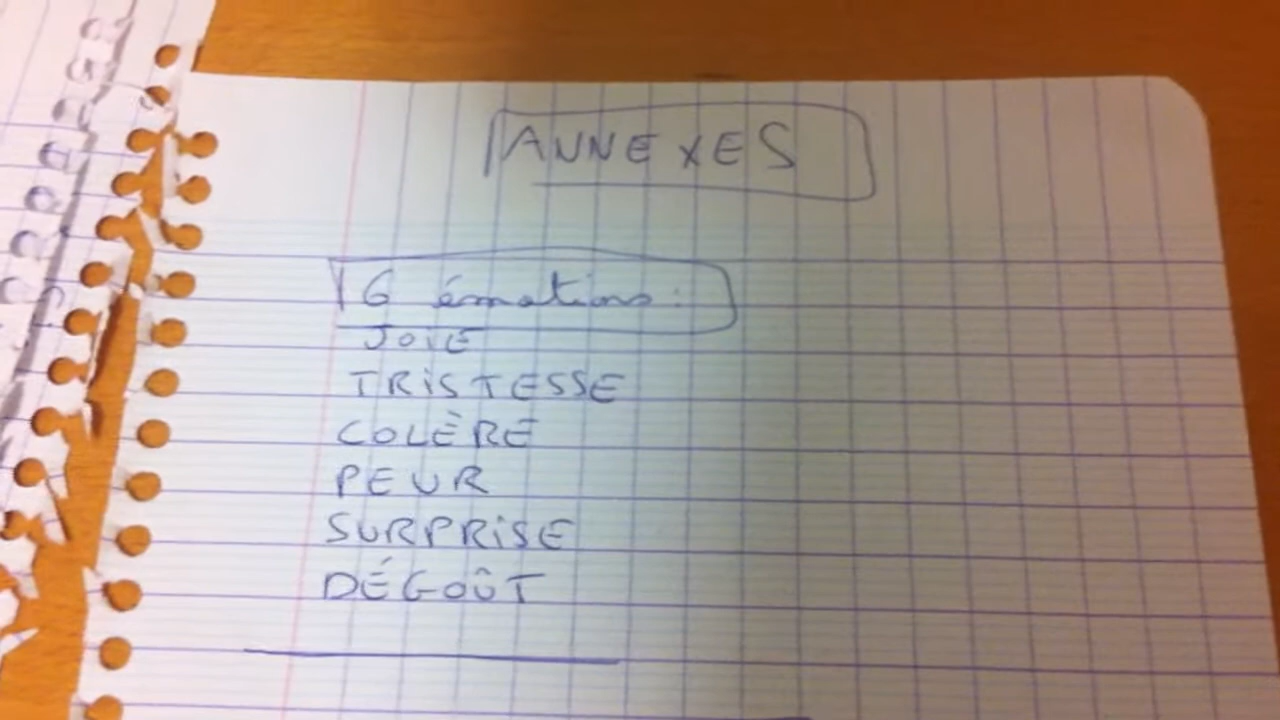 ANNEXES
6 émotions :
JOIE
TRISTESSE
COLÈRE
PEUR
SURPRISE
DÉGOÛT